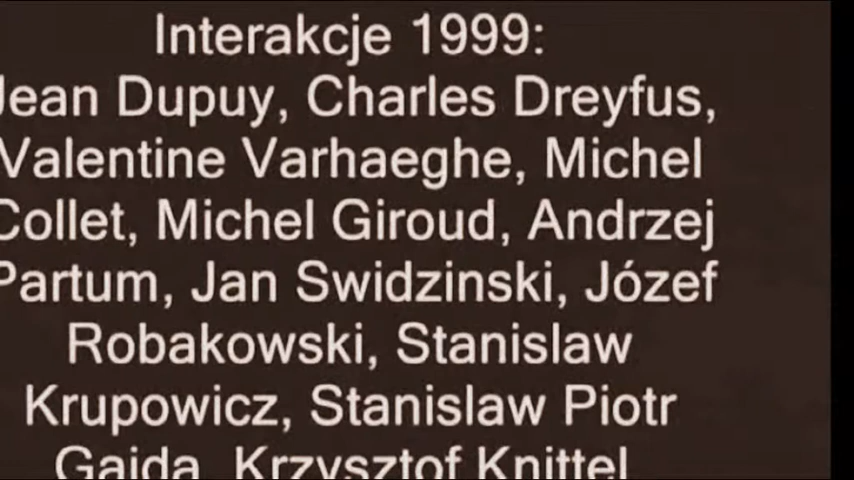 Interakcje 1999:
Jean Dupuy, Charles Dreyfus,
Valentine Varhaeghe, Michel
Collet, Michel Giroud, Andrzej
Partum, Jan Swidzinski, Józef
Robakowski, Stanislaw
Krupowicz, Stanislaw Piotr
Gajda, Krzysztof Knittel